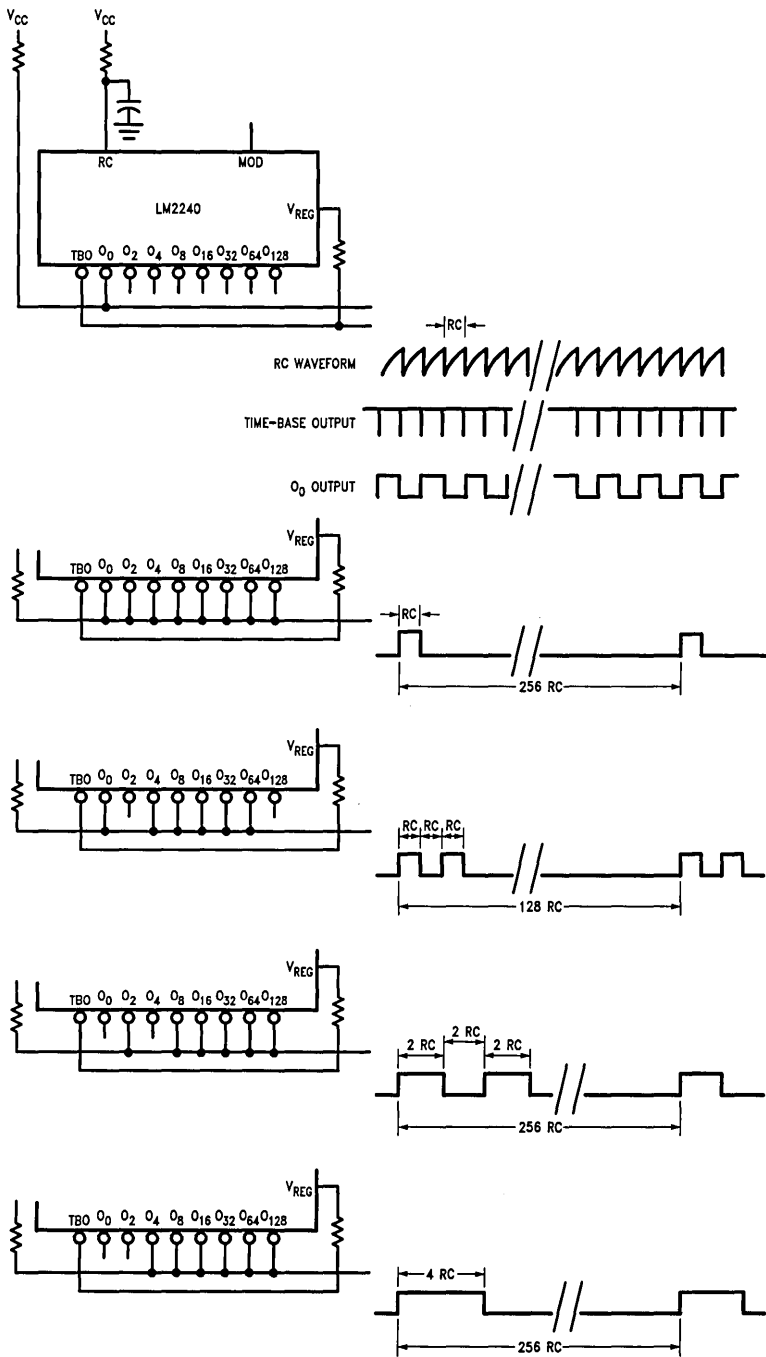 VCC VCC
RC MOD
LM2240
VREG
TBO O0 O2 O4 O8 O16 O32 O64 O128
RC
RC WAVEFORM
TIME-BASE OUTPUT
O0 OUTPUT
VREG
TBO O0 O2 O4 O8 O16 O32 O64 O128
RC
256 RC
VREG
TBO O0 O2 O4 O8 O16 O32 O64 O128
RC RC RC
128 RC
VREG
TBO O0 O2 O4 O8 O16 O32 O64 O128
2 RC 2 RC 2 RC
256 RC
VREG
TBO O0 O2 O4 O8 O16 O32 O64 O128
4 RC
256 RC